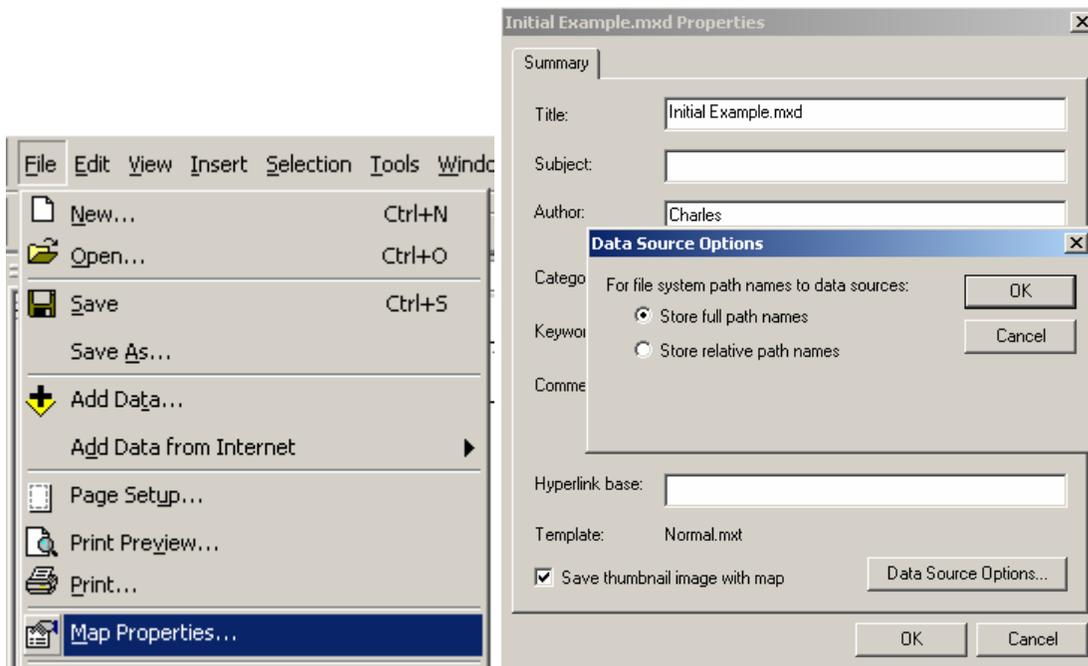 File Edit View Insert Selection Tools
New... Ctrl+N
Open... Ctrl+O
Save Ctrl+S
Save As...
Add Data...
Add Data from Internet
Page Setup...
Print Preview...
Print...
Map Properties...
Initial Example.mxd Properties
Summary
Title: Initial Example.mxd
Subject:
Author: Charles
Data Source Options
For file system path names to data sources:
Store full path names
Store relative path names
OK
Cancel
Hyperlink base:
Template: Normal.mxt
Save thumbnail image with map
Data Source Options...
OK Cancel